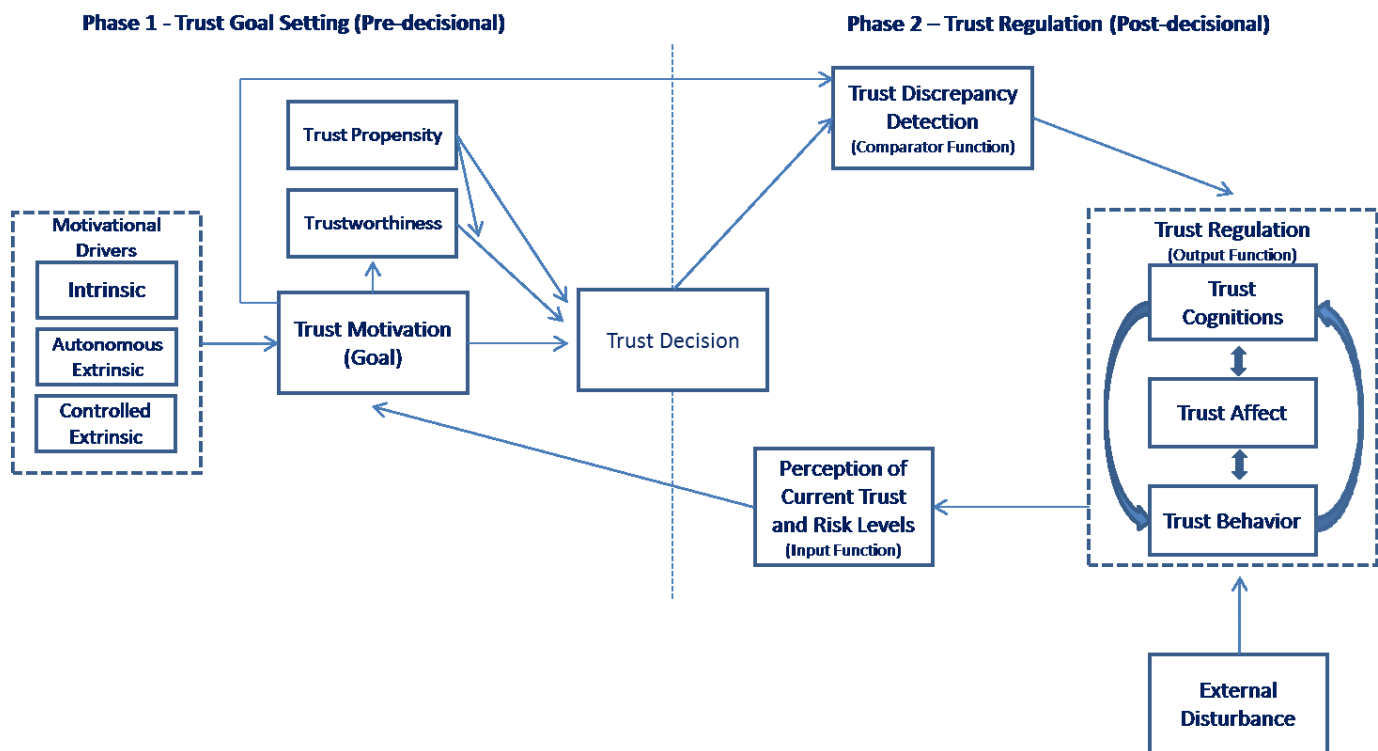 Phase 1 - Trust Goal Setting (Pre-decisional)
Phase 2 – Trust Regulation (Post-decisional)
Trust Discrepancy
Detection
(Comparator Function)
Trust Propensity
Trustworthiness
Motivational
Drivers
Intrinsic
Autonomous
Extrinsic
Controlled
Extrinsic
Trust Motivation
(Goal)
Trust Decision
Trust Regulation
(Output Function)
Trust
Cognitions
Trust Affect
Trust Behavior
Perception of
Current Trust
and Risk Levels
(Input Function)
External
Disturbance